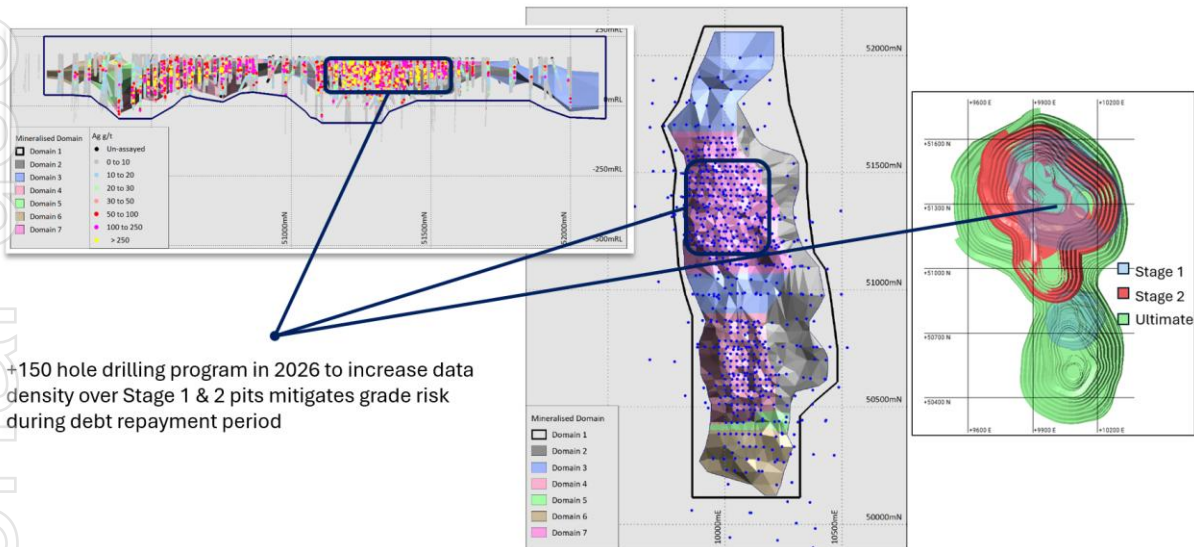 250mRL
0mRL
-250mRL
-500mRL
51000mN
51500mN
52000mN
Mineralised Domain
Domain 1
Domain 2
Domain 3
Domain 4
Domain 5
Domain 6
Domain 7
Ag g/t
Un-assayed
0 to 10
10 to 20
20 to 30
30 to 50
50 to 100
100 to 250
> 250
52000mN
51500mN
51000mN
50500mN
50000mN
10000mE
10500mE
Mineralised Domain
Domain 1
Domain 2
Domain 3
Domain 4
Domain 5
Domain 6
Domain 7
+9600 E
+9900 E
+10200 E
+51600 N
+51300 N
+51000 N
+50700 N
+50400 N
+9600 E
+9900 E
+10200 E
Stage 1
Stage 2
Ultimate
+150 hole drilling program in 2026 to increase data
density over Stage 1 & 2 pits mitigates grade risk
during debt repayment period